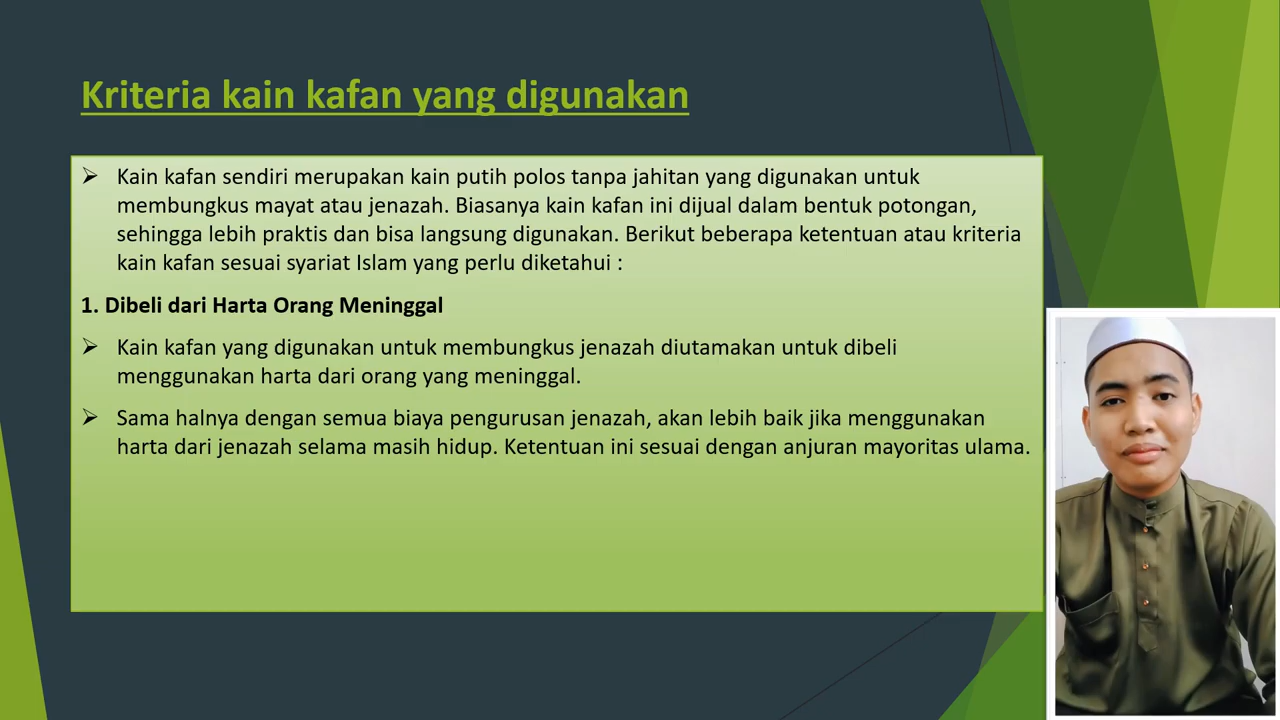 Kriteria kain kafan yang digunakan
➢ Kain kafan sendiri merupakan kain putih polos tanpa jahitan yang digunakan untuk
membungkus mayat atau jenazah. Biasanya kain kafan ini dijual dalam bentuk potongan,
sehingga lebih praktis dan bisa langsung digunakan. Berikut beberapa ketentuan atau kriteria
kain kafan sesuai syariat Islam yang perlu diketahui :
1. Dibeli dari Harta Orang Meninggal
➢ Kain kafan yang digunakan untuk membungkus jenazah diutamakan untuk dibeli
menggunakan harta dari orang yang meninggal.
➢ Sama halnya dengan semua biaya pengurusan jenazah, akan lebih baik jika menggunakan
harta dari jenazah selama masih hidup. Ketentuan ini sesuai dengan anjuran mayoritas ulama.